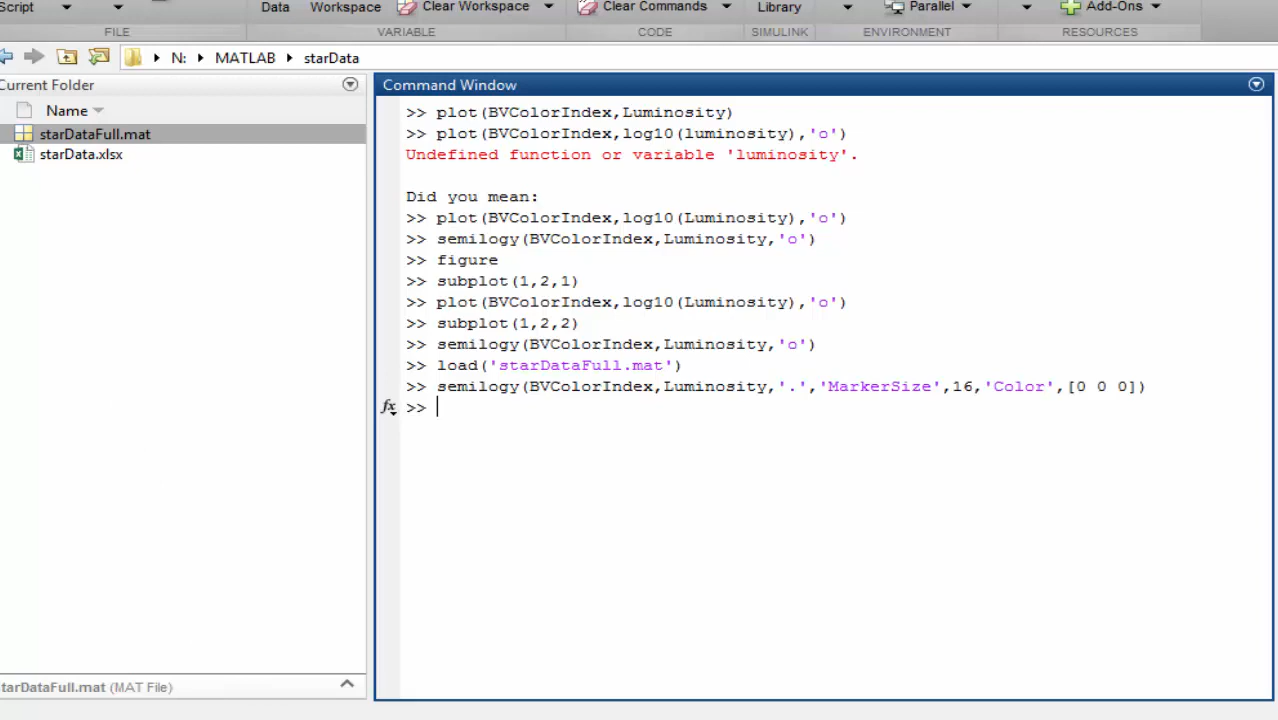 Script Data Workspace Clear Workspace Clear Commands Library Parallel Add-Ons
FILE VARIABLE CODE SIMULINK ENVIRONMENT RESOURCES
N: MATLAB starData
Current Folder
Name
starDataFull.mat
starData.xlsx
tarDataFull.mat (MAT File)
Command Window
>> plot(BVColorIndex,Luminosity)
>> plot(BVColorIndex,log10(luminosity),'o')
Undefined function or variable 'luminosity'.
Did you mean:
>> plot(BVColorIndex,log10(Luminosity),'o')
>> semilogy(BVColorIndex,Luminosity,'o')
>> figure
>> subplot(1,2,1)
>> plot(BVColorIndex,log10(Luminosity),'o')
>> subplot(1,2,2)
>> semilogy(BVColorIndex,Luminosity,'o')
>> load('starDataFull.mat')
>> semilogy(BVColorIndex,Luminosity,'.','MarkerSize',16,'Color',[0 0 0])
fx >>